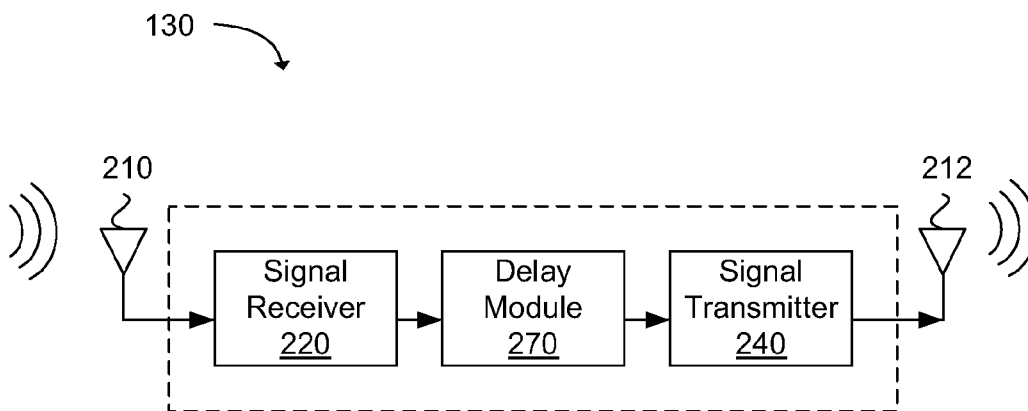 130
210
212
Signal
Receiver
220
Delay
Module
270
Signal
Transmitter
240